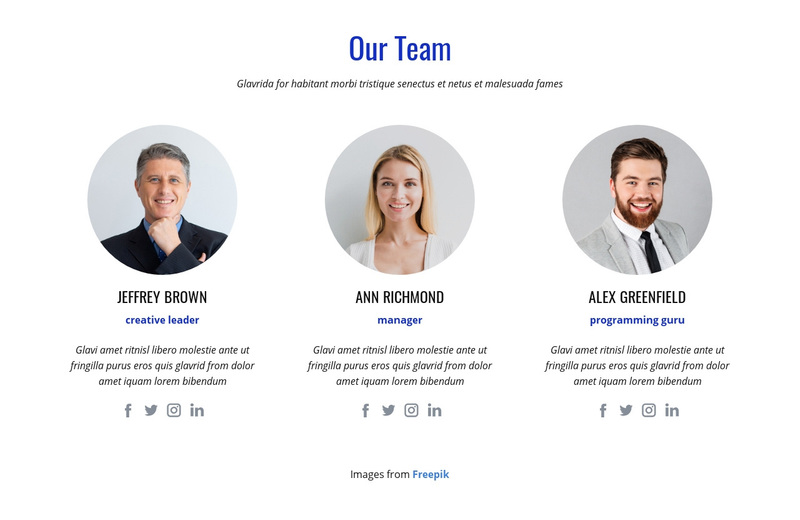 Our Team
Glavrida for habitant morbi tristique senectus et netus et malesuada fames
JEFFREY BROWN
creative leader
Glavi amet ritnisl libero molestie ante ut
fringilla purus eros quis glavrid from dolor
amet iquam lorem bibendum
ANN RICHMOND
manager
Glavi amet ritnisl libero molestie ante ut
fringilla purus eros quis glavrid from dolor
amet iquam lorem bibendum
ALEX GREENFIELD
programming guru
Glavi amet ritnisl libero molestie ante ut
fringilla purus eros quis glavrid from dolor
amet iquam lorem bibendum
Images from Freepik